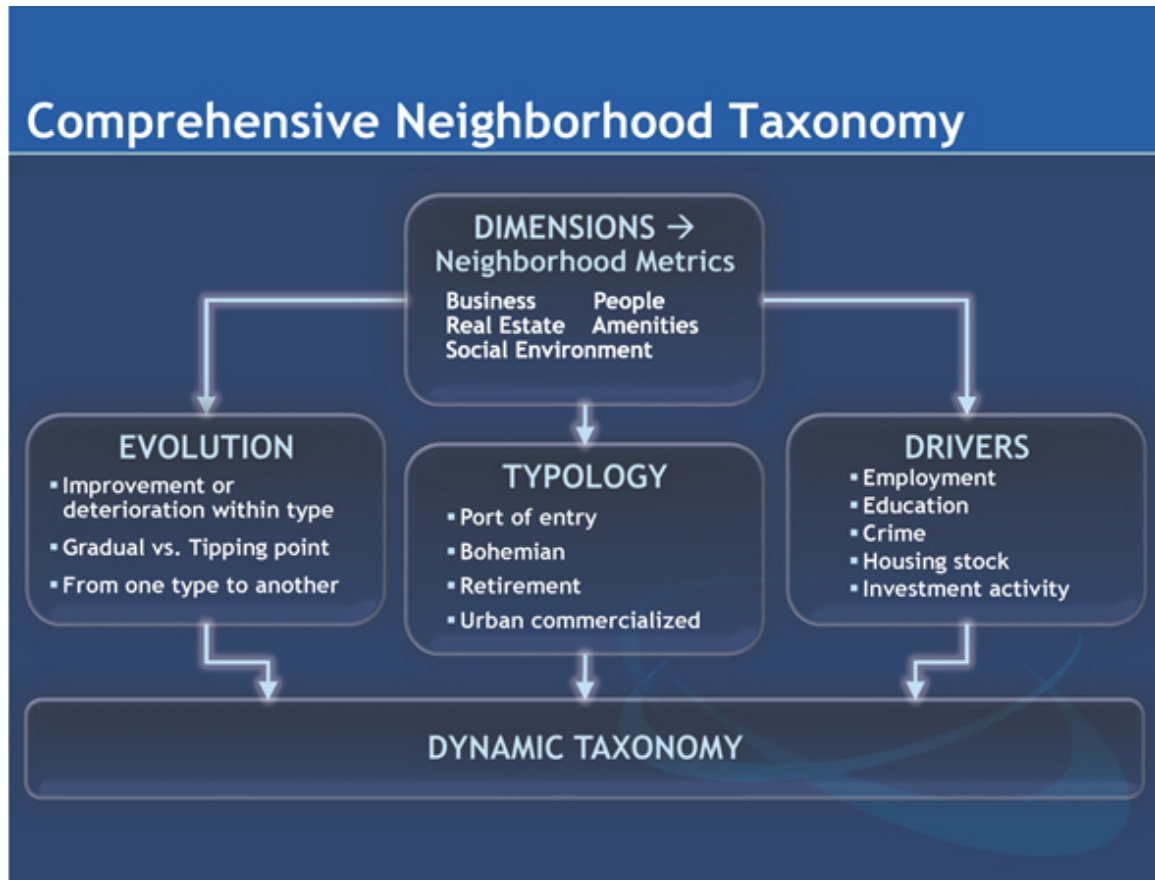 Comprehensive Neighborhood Taxonomy
DIMENSIONS →
Neighborhood Metrics
Business People
Real Estate Amenities
Social Environment
EVOLUTION
▪ Improvement or
deterioration within type
▪ Gradual vs. Tipping point
▪ From one type to another
TYPOLOGY
▪ Port of entry
▪ Bohemian
▪ Retirement
▪ Urban commercialized
DRIVERS
▪ Employment
▪ Education
▪ Crime
▪ Housing stock
▪ Investment activity
DYNAMIC TAXONOMY